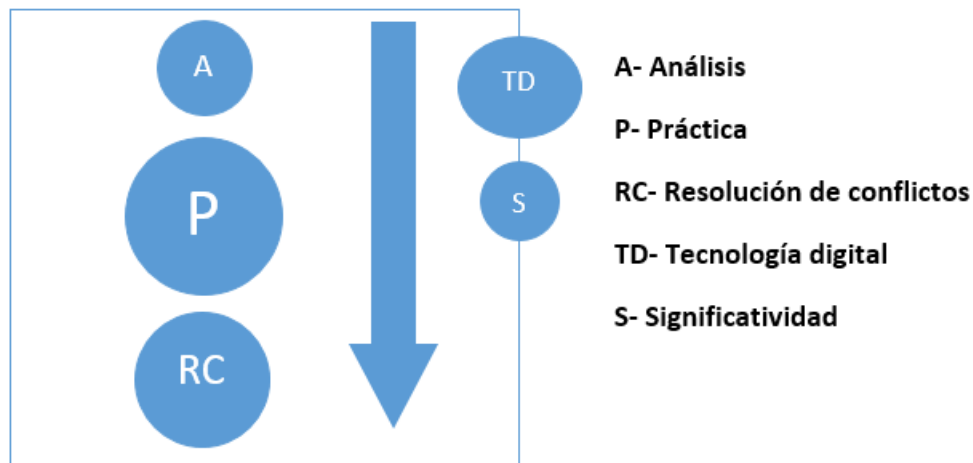 A
P
RC
TD
S
A- Análisis
P- Práctica
RC- Resolución de conflictos
TD- Tecnología digital
S- Significatividad